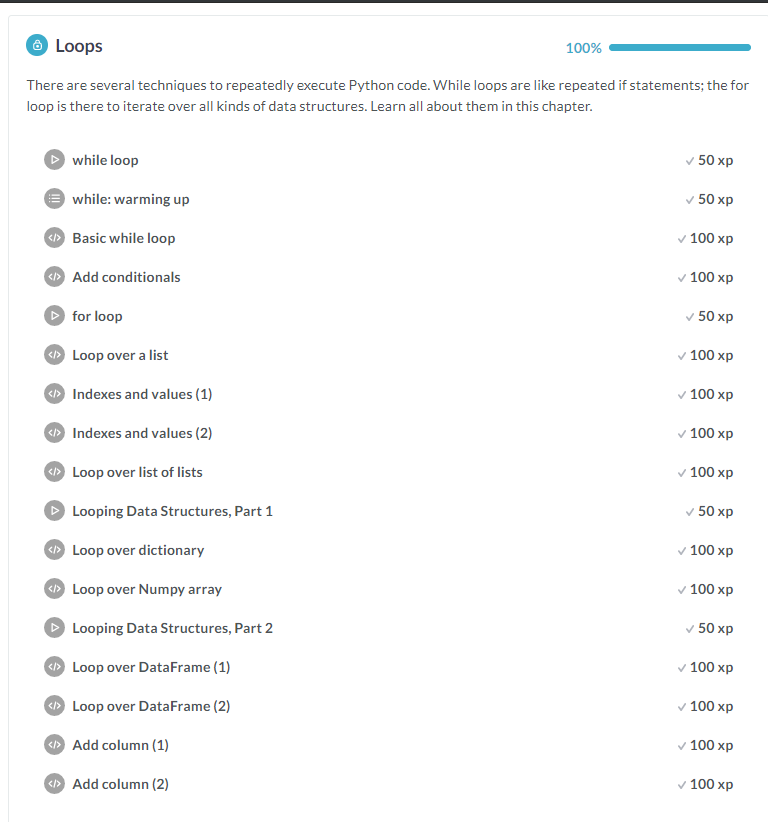 Loops 100%
There are several techniques to repeatedly execute Python code. While loops are like repeated if statements; the for
loop is there to iterate over all kinds of data structures. Learn all about them in this chapter.
while loop 50 xp
while: warming up 50 xp
Basic while loop 100 xp
Add conditionals 100 xp
for loop 50 xp
Loop over a list 100 xp
Indexes and values (1) 100 xp
Indexes and values (2) 100 xp
Loop over list of lists 100 xp
Looping Data Structures, Part 1 50 xp
Loop over dictionary 100 xp
Loop over Numpy array 100 xp
Looping Data Structures, Part 2 50 xp
Loop over DataFrame (1) 100 xp
Loop over DataFrame (2) 100 xp
Add column (1) 100 xp
Add column (2) 100 xp